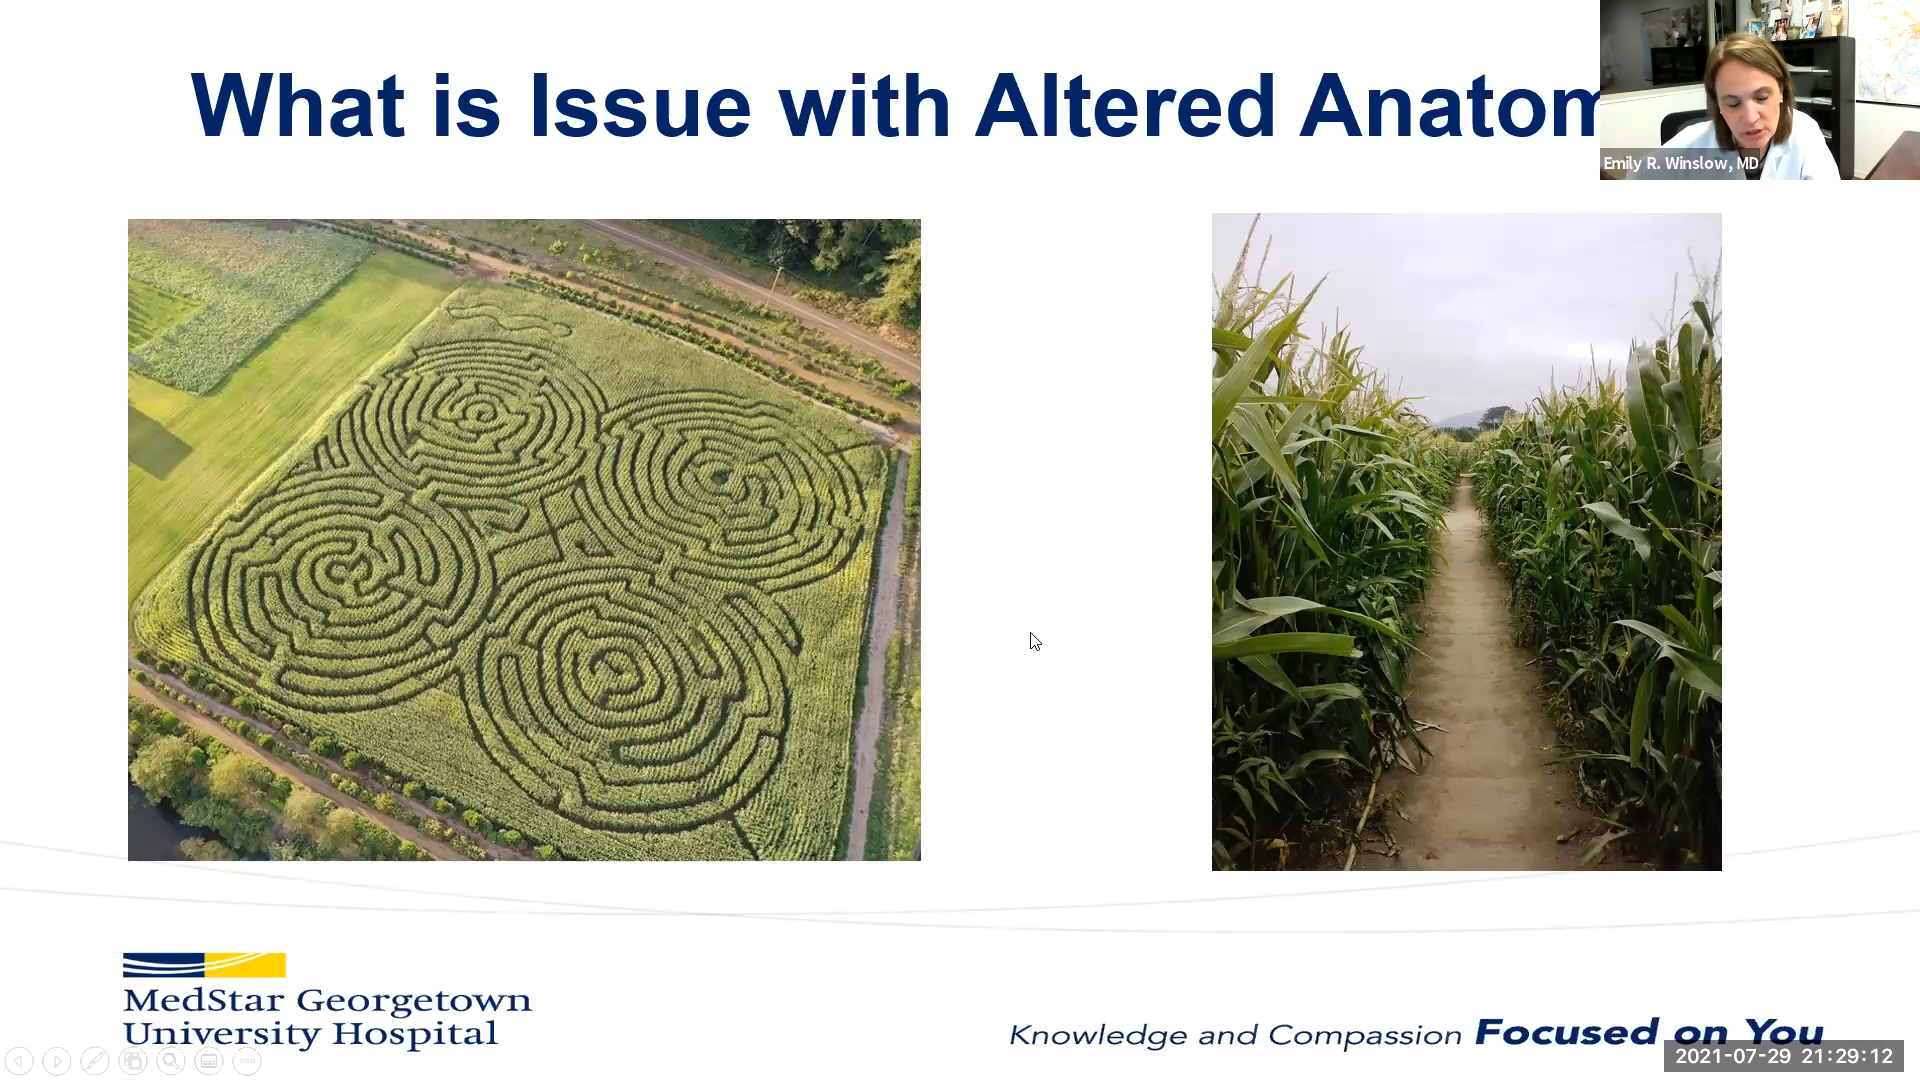 What is Issue with Altered Anatom
Emily R. Winslow, MD
MedStar Georgetown
University Hospital
Knowledge and Compassion Focused on You
2021-07-29 21:29:12